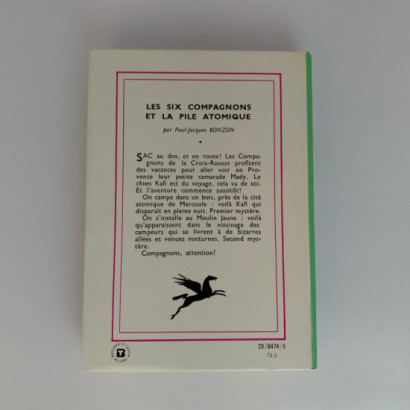 LES SIX COMPAGNONS
ET LA PILE ATOMIQUE
par Paul-Jacques BONZON
*
SAC au dos, et en route! Les Compa-
gnons de la Croix-Rousse profitent
des vacances pour aller voir en Pro-
vence leur petite camarade Mady. Le
chien Kafi est du voyage, cela va de soi.
Et l'aventure commence aussitôt!
On campe dans un bois, près de la cité
atomique de Marcoule : voilà Kafi qui
disparaît en pleine nuit. Premier mystère.
On s'installe au Moulin Jaune : voilà
qu'apparaissent dans le voisinage des
campeurs qui se livrent à de bizarres
allées et venues nocturnes. Second mys-
tère.
Compagnons, attention!
20/9474/5
73.5